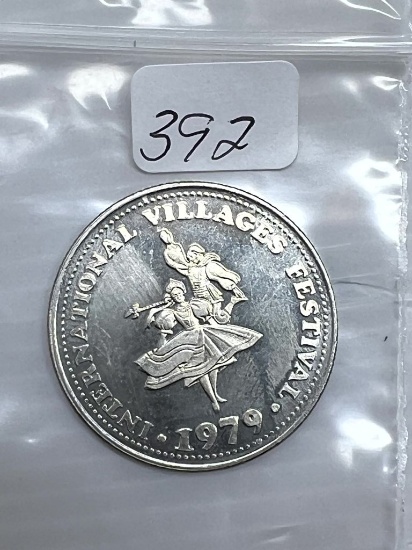 392
INTERNATIONAL VILLAGES FESTIVAL
• 1979 •